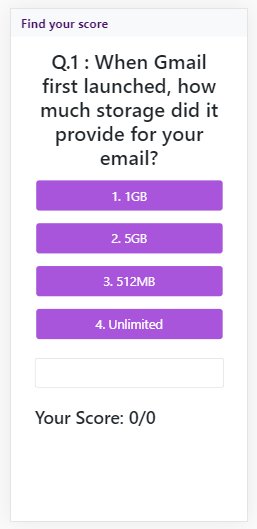 Find your score
Q.1 : When Gmail
first launched, how
much storage did it
provide for your
email?
1. 1GB
2. 5GB
3. 512MB
4. Unlimited
Your Score: 0/0